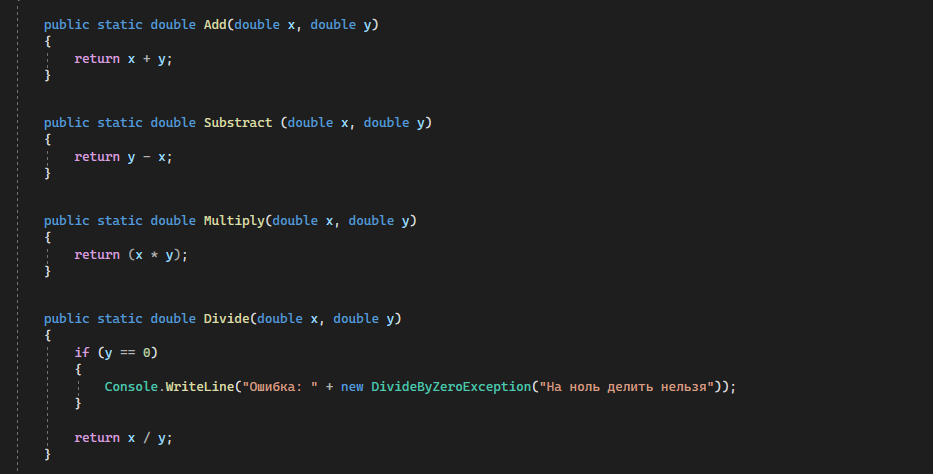 public static double Add(double x, double y)
{
return x + y;
}
public static double Substract (double x, double y)
{
return y - x;
}
public static double Multiply(double x, double y)
{
return (x * y);
}
public static double Divide(double x, double y)
{
if (y == 0)
{
Console.WriteLine("Ошибка: " + new DivideByZeroException("На ноль делить нельзя"));
}
return x / y;
}